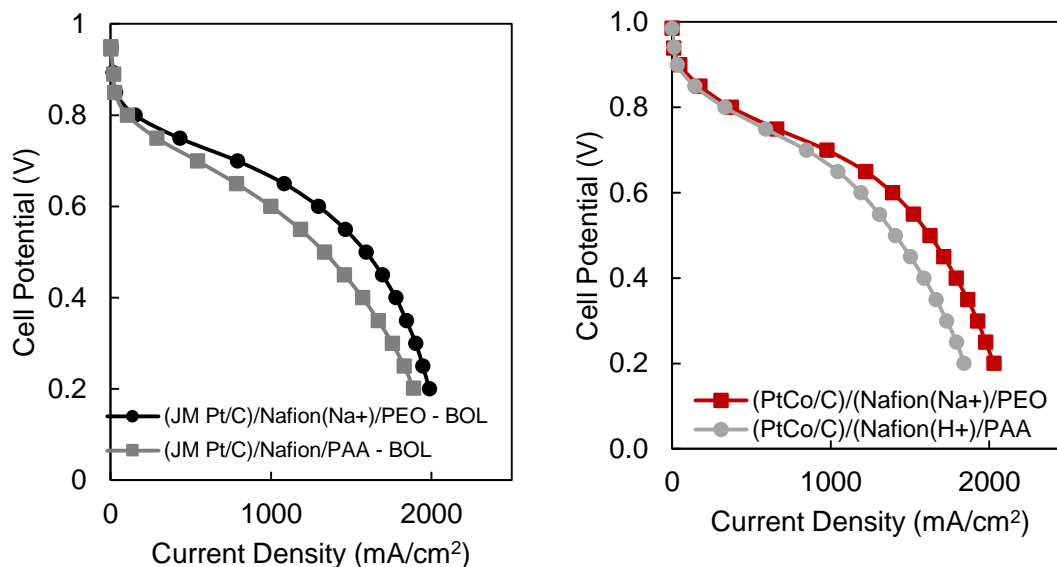 1
0.8
0.6
0.4
0.2
0
Cell Potential (V)
(JM Pt/C)/Nafion(Na+)/PEO - BOL
(JM Pt/C)/Nafion/PAA - BOL
0 1000 2000
Current Density (mA/cm²)
1.0
0.8
0.6
0.4
0.2
0.0
Cell Potential (V)
(PtCo/C)/(Nafion(Na+)/PEO
(PtCo/C)/(Nafion(H+)/PAA
0 1000 2000
Current Density (mA/cm²)